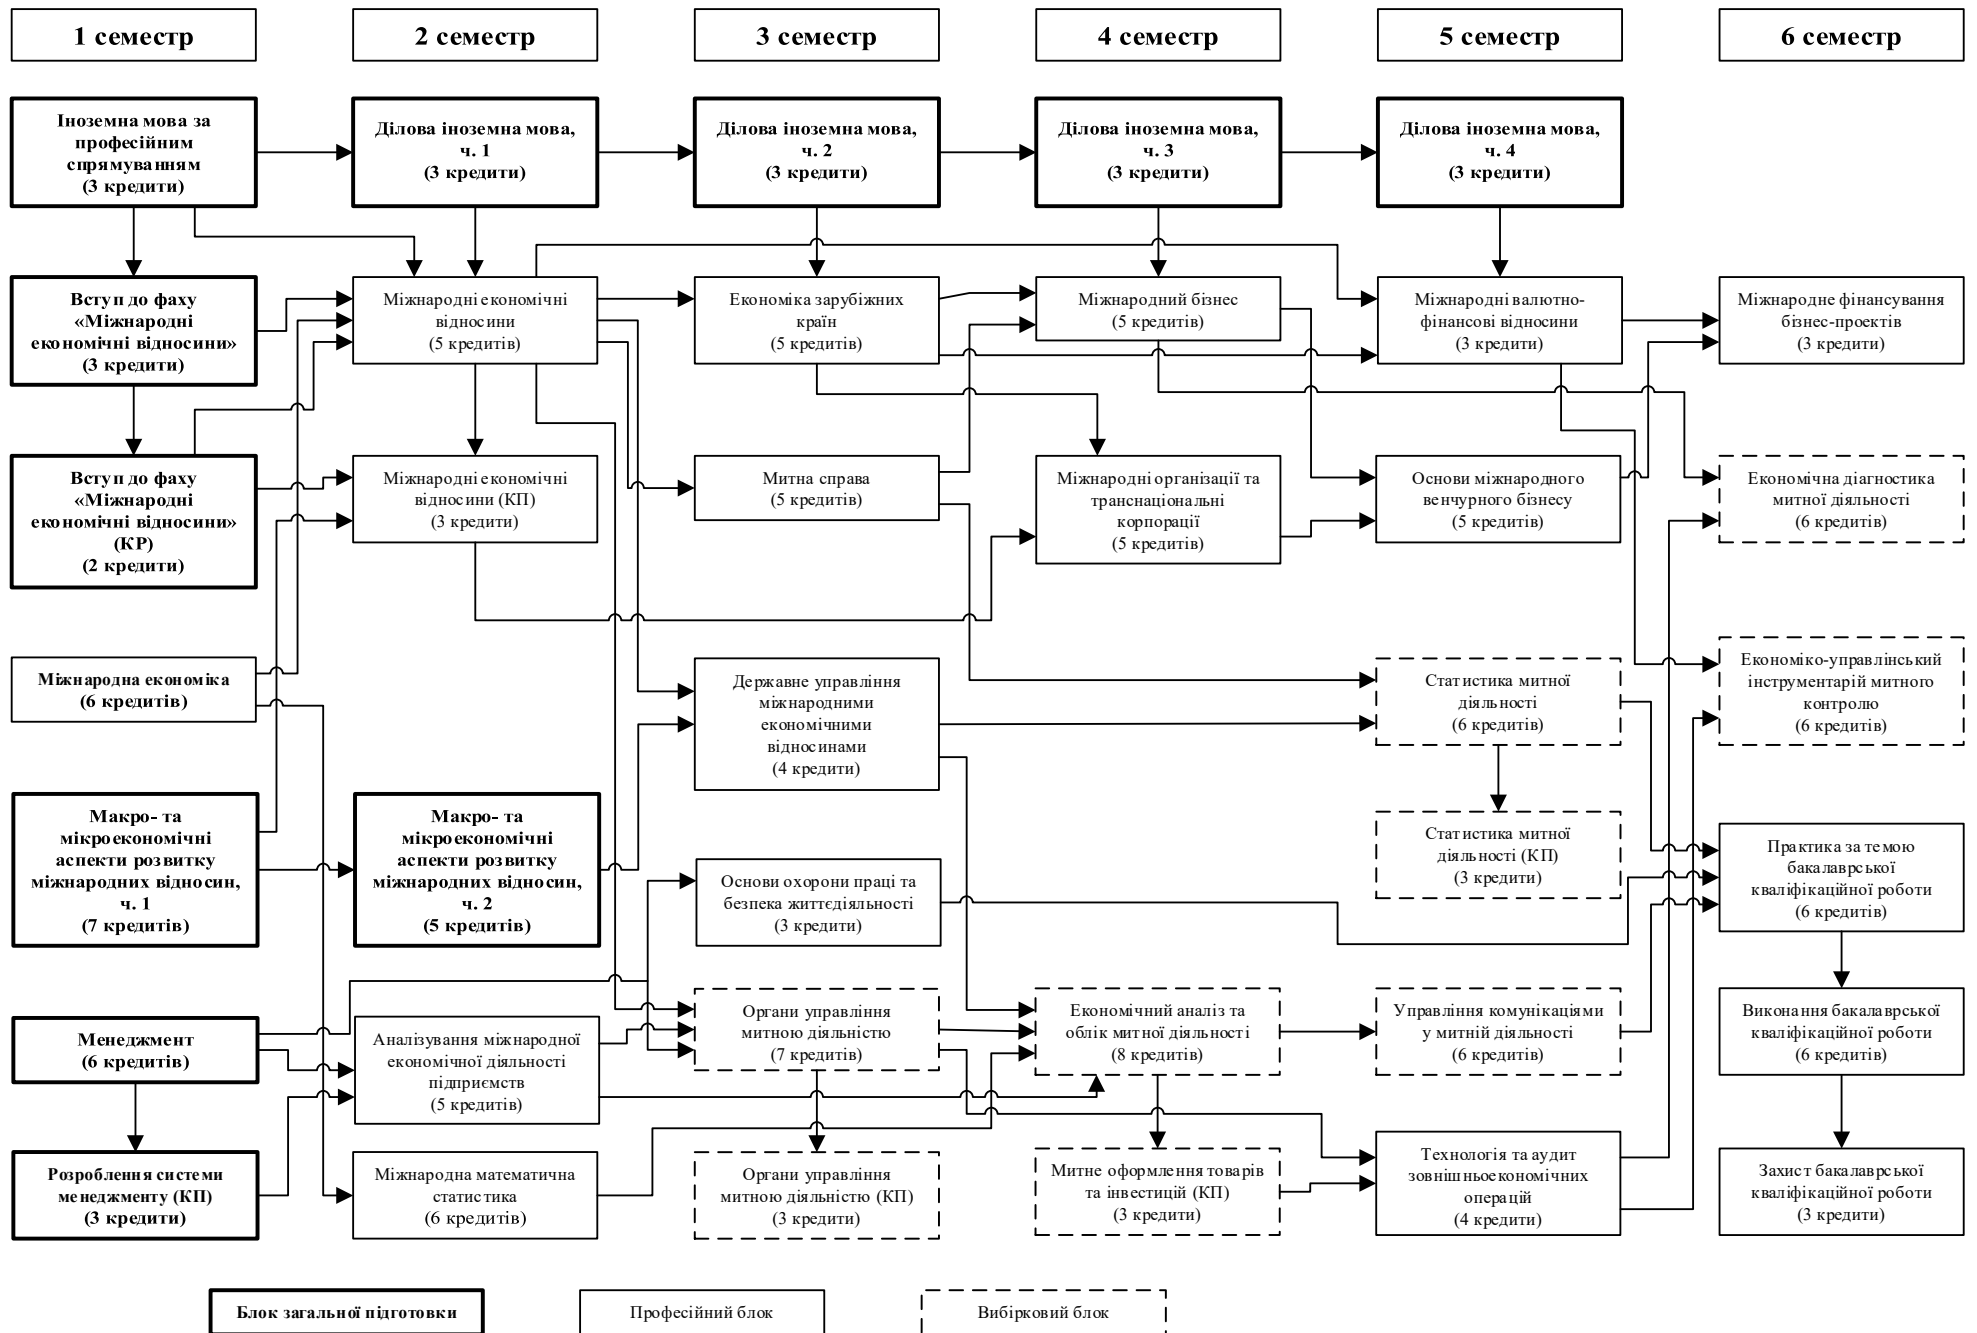 1 семестр
2 семестр
3 семестр
4 семестр
5 семестр
6 семестр
Іноземна мова за
професійним
спрямуванням
(3 кредити)
Ділова іноземна мова,
ч. 1
(3 кредити)
Ділова іноземна мова,
ч. 2
(3 кредити)
Ділова іноземна мова,
ч. 3
(3 кредити)
Ділова іноземна мова,
ч. 4
(3 кредити)
Вступ до фаху
«Міжнародні
економічні відносини»
(3 кредити)
Міжнародні економічні
відносини
(5 кредитів)
Економіка зарубіжних
країн
(5 кредитів)
Міжнародний бізнес
(5 кредитів)
Міжнародні валютно-
фінансові відносини
(3 кредити)
Міжнародне фінансування
бізнес-проектів
(3 кредити)
Вступ до фаху
«Міжнародні
економічні відносини»
(КР)
(2 кредити)
Міжнародні економічні
відносини (КП)
(3 кредити)
Митна справа
(5 кредитів)
Міжнародні організації та
транснаціональні
корпорації
(5 кредитів)
Основи міжнародного
венчурного бізнесу
(5 кредитів)
Економічна діагностика
митної діяльності
(6 кредитів)
Міжнародна економіка
(6 кредитів)
Державне управління
міжнародними
економічними
відносинами
(4 кредити)
Статистика митної
діяльності
(6 кредитів)
Економіко-управлінський
інструментарій митного
контролю
(6 кредитів)
Макро- та
мікроекономічні
аспекти розвитку
міжнародних відносин,
ч. 1
(7 кредитів)
Макро- та
мікроекономічні
аспекти розвитку
міжнародних відносин,
ч. 2
(5 кредитів)
Основи охорони праці та
безпека життєдіяльності
(3 кредити)
Статистика митної
діяльності (КП)
(3 кредити)
Практика за темою
бакалаврської
кваліфікаційної роботи
(6 кредитів)
Менеджмент
(6 кредитів)
Аналізування міжнародної
економічної діяльності
підприємств
(5 кредитів)
Органи управління
митною діяльністю
(7 кредитів)
Економічний аналіз та
облік митної діяльності
(8 кредитів)
Управління комунікаціями
у митній діяльності
(6 кредитів)
Виконання бакалаврської
кваліфікаційної роботи
(6 кредитів)
Розроблення системи
менеджменту (КП)
(3 кредити)
Міжнародна математична
статистика
(6 кредитів)
Органи управління
митною діяльністю (КП)
(3 кредити)
Митне оформлення товарів
та інвестицій (КП)
(3 кредити)
Технологія та аудит
зовнішньоекономічних
операцій
(4 кредити)
Захист бакалаврської
кваліфікаційної роботи
(3 кредити)
Блок загальної підготовки
Професійний блок
Вибірковий блок